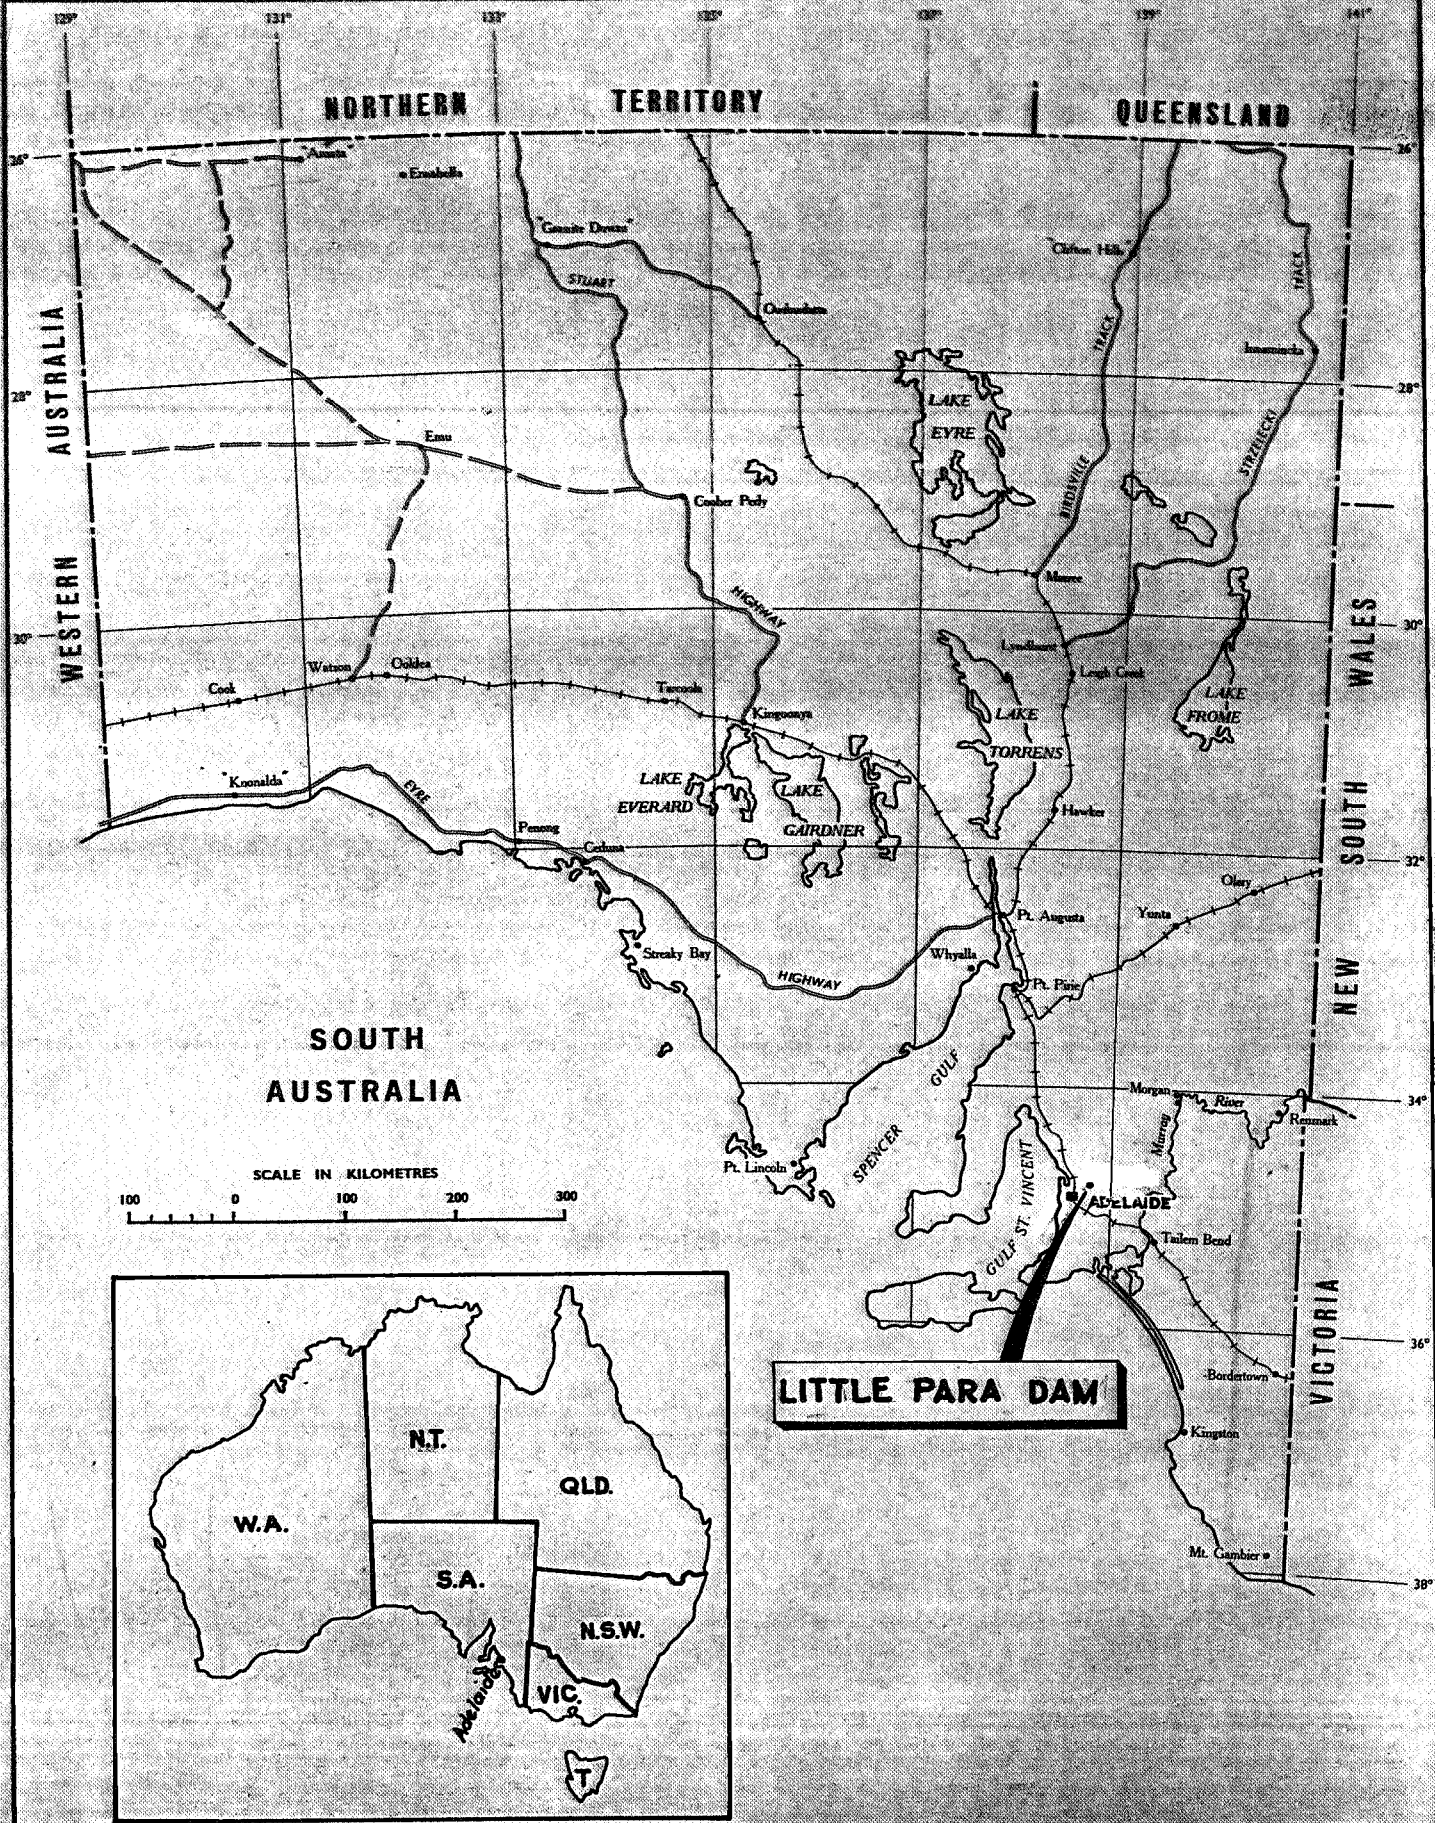 129° 131° 131° 135° 139° 141°
NORTHERN TERRITORY QUEENSLAND
26° 26°
Ernabella
"Granite Downs"
"Clifton Hills"
STUART
TRACK
Oodnadatta
TRACK
Innamincka
28° 28°
LAKE
EYRE
AUSTRALIA
Emu
STRZELECKI
BIRDSVILLE
Coober Pedy
Marree
HIGHWAY
WESTERN
30° 30°
WALES
Lyndhurst
Watson Ooldea
Leigh Creek
Cook
Tarcoola
LAKE
FROME
Kingoonya
LAKE
TORRENS
"Koonalda"
EYRE
LAKE
EVERARD
LAKE
GAIRDNER
Hawker
Penong
Ceduna
SOUTH
32°
Olary
Yunta
Pt. Augusta
Streaky Bay
Whyalla
HIGHWAY
Pt. Pirie
NEW
SOUTH
AUSTRALIA
GULF
SPENCER
Morgan
River
34°
Renmark
Murray
Pt. Lincoln
SCALE IN KILOMETRES
100 0 100 200 300
GULF ST. VINCENT
ADELAIDE
Tailem Bend
VICTORIA
36°
Bordertown
LITTLE PARA DAM
Kingston
Mt. Gambier
38°
N.T.
QLD.
W.A.
S.A.
N.S.W.
Adelaide
VIC.
T